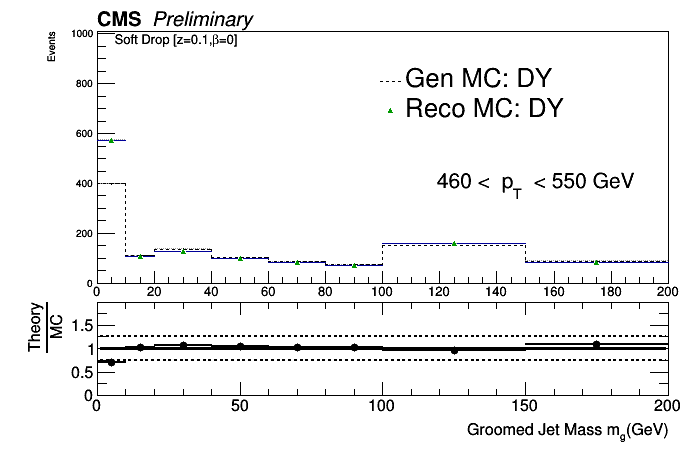 CMS Preliminary
Events
Soft Drop [z=0.1,β=0]
1000
800
600
400
200
0
Gen MC: DY
Reco MC: DY
460 < pT < 550 GeV
0 20 40 60 80 100 120 140 160 180 200
Theory
MC
1.5
1
0.5
0
0 50 100 150 200
Groomed Jet Mass mg(GeV)